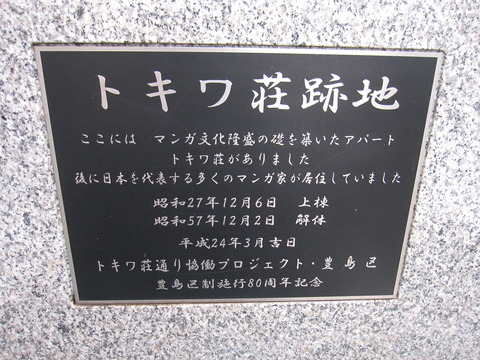 トキワ荘跡地
ここには マンガ文化隆盛の礎を築いたアパート
トキワ荘がありました
後に日本を代表する多くのマンガ家が居住していました
昭和27年12月6日 上棟
昭和57年12月2日 解体
平成24年3月吉日
トキワ荘通り協働プロジェクト・豊島区
豊島区制施行80周年記念